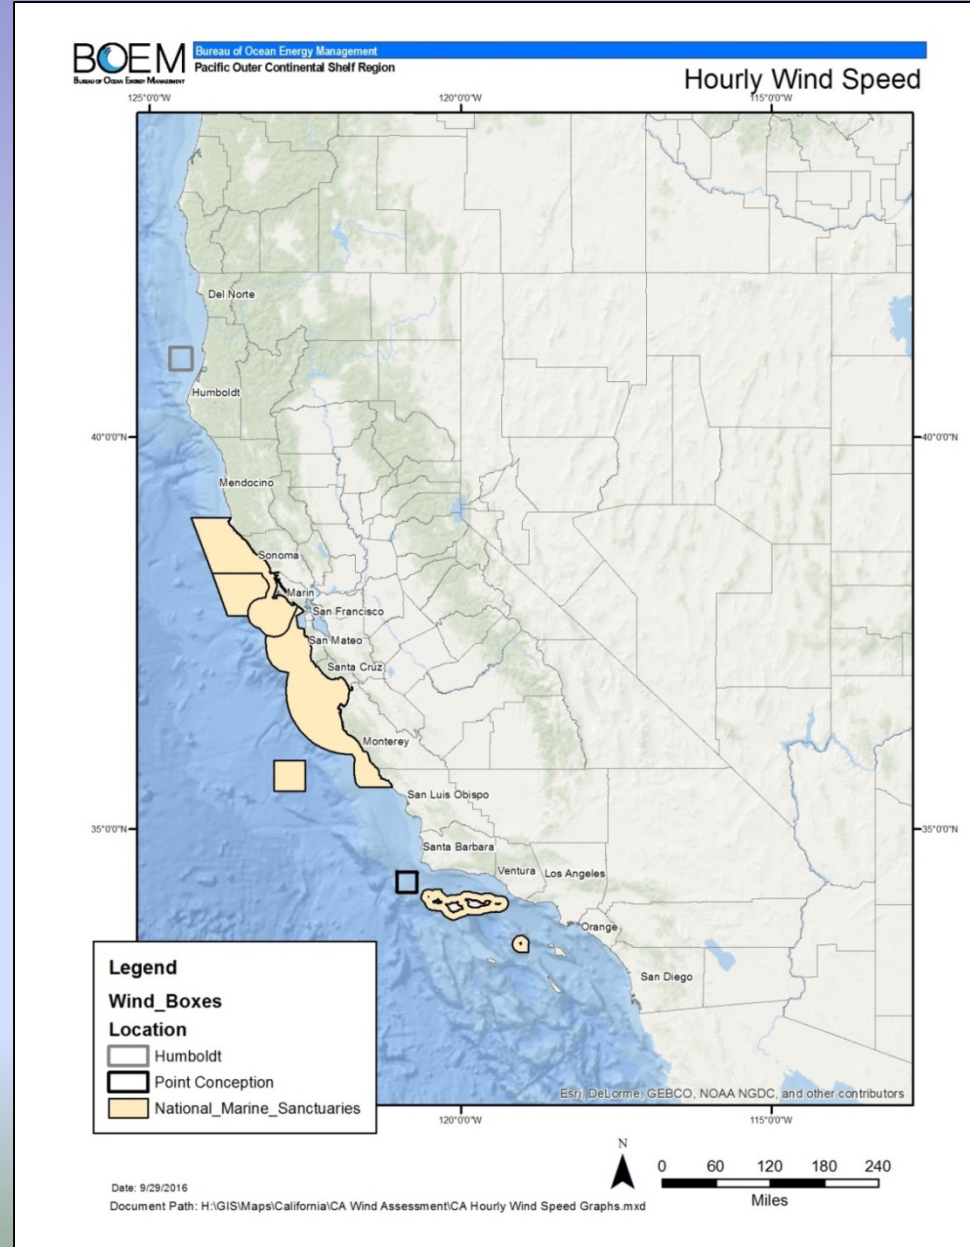 BOEM
BUREAU OF OCEAN ENERGY MANAGEMENT
Bureau of Ocean Energy Management
Pacific Outer Continental Shelf Region
Hourly Wind Speed
125°0'0"W
120°0'0"W
115°0'0"W
Del Norte
Humboldt
40°0'0"N
40°0'0"N
Mendocino
Sonoma
Marin
San Francisco
San Mateo
Santa Cruz
Monterey
San Luis Obispo
35°0'0"N
35°0'0"N
Santa Barbara
Ventura
Los Angeles
Orange
San Diego
Legend
Wind_Boxes
Location
Humboldt
Point Conception
National_Marine_Sanctuaries
Esri, DeLorme, GEBCO, NOAA NGDC, and other contributors
120°0'0"W
115°0'0"W
N
0 60 120 180 240
Miles
Date: 9/29/2016
Document Path: H:\GIS\Maps\California\CA Wind Assessment\CA Hourly Wind Speed Graphs.mxd